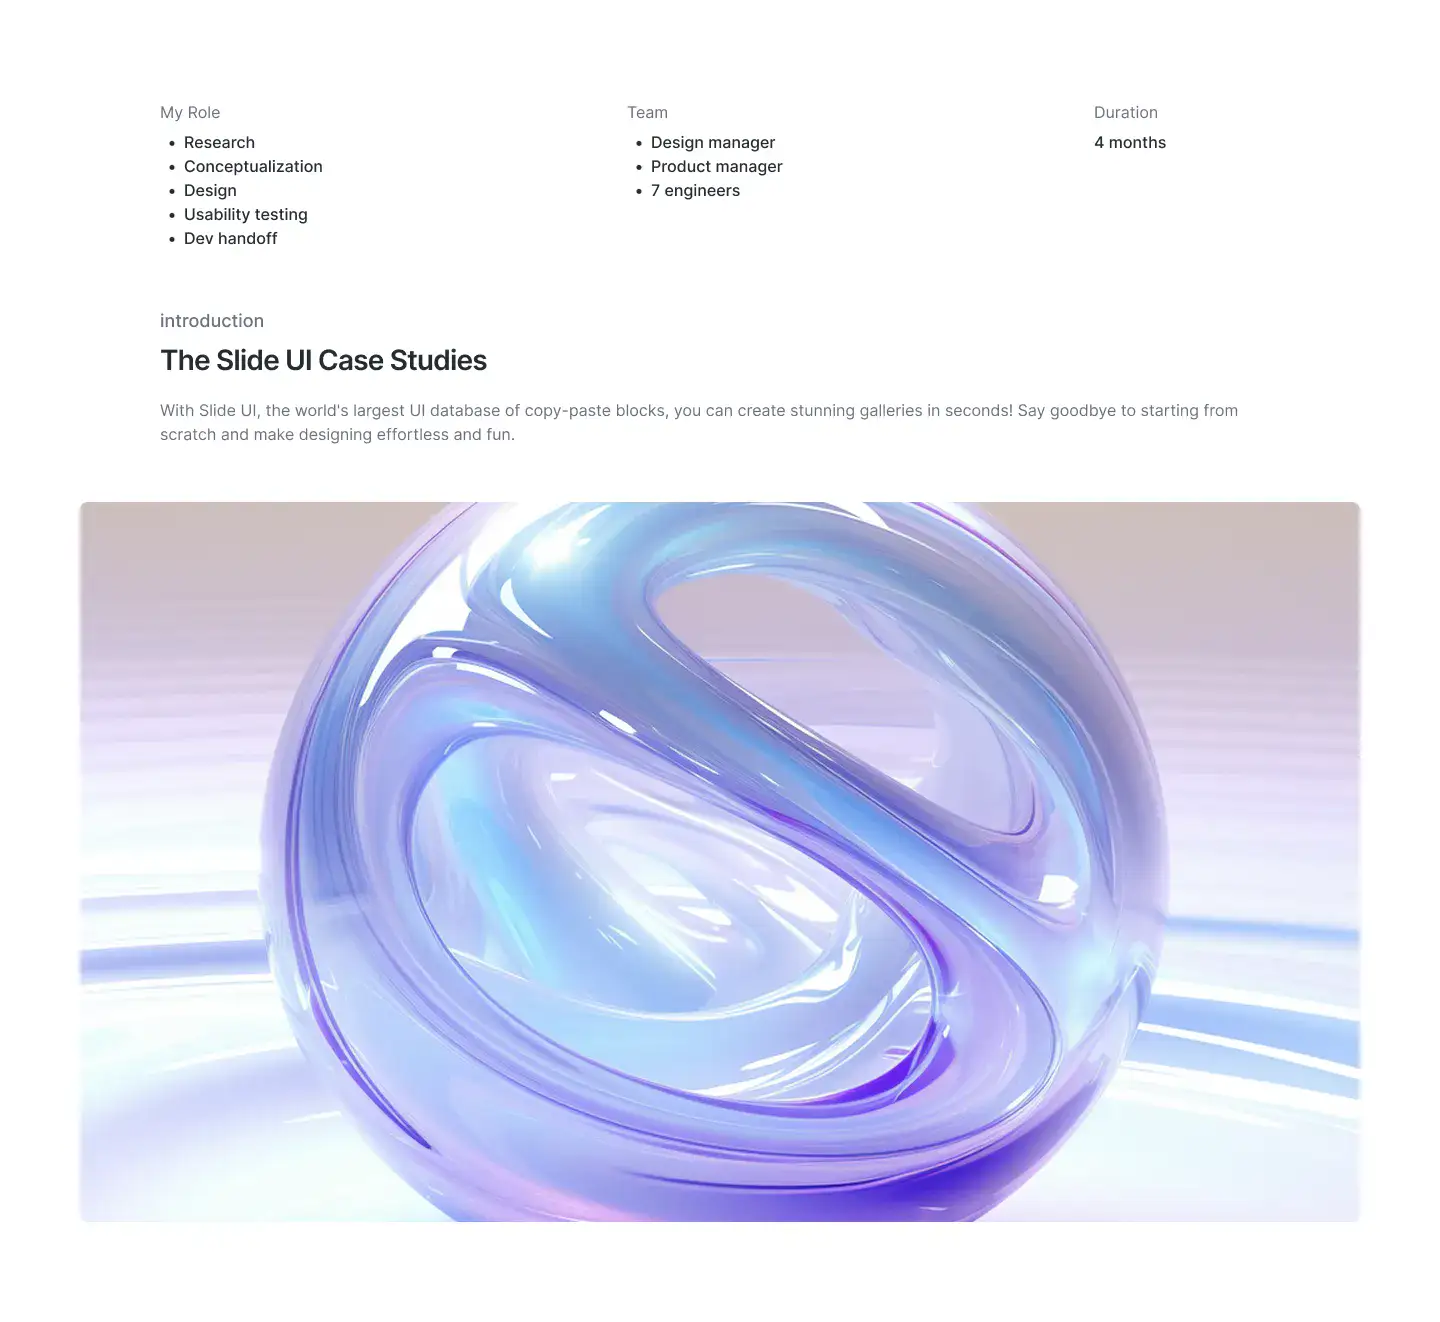 My Role
• Research
• Conceptualization
• Design
• Usability testing
• Dev handoff
Team
• Design manager
• Product manager
• 7 engineers
Duration
4 months
introduction
The Slide UI Case Studies
With Slide UI, the world's largest UI database of copy-paste blocks, you can create stunning galleries in seconds! Say goodbye to starting from
scratch and make designing effortless and fun.